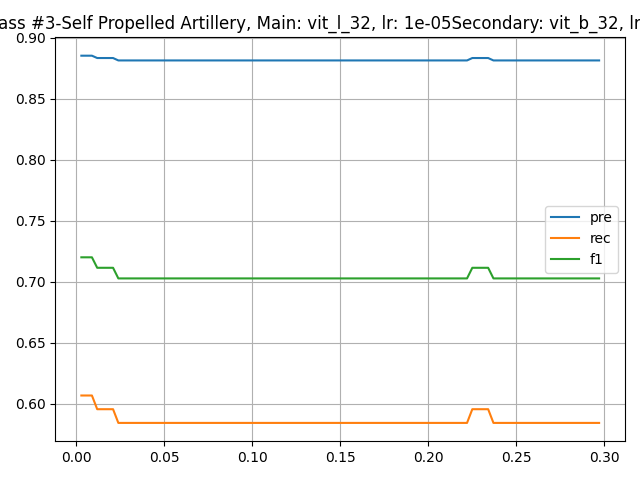 ass #3-Self Propelled Artillery, Main: vit_l_32, lr: 1e-05Secondary: vit_b_32, lr
0.90
0.85
0.80
0.75
0.70
0.65
0.60
pre
rec
f1
0.00 0.05 0.10 0.15 0.20 0.25 0.30